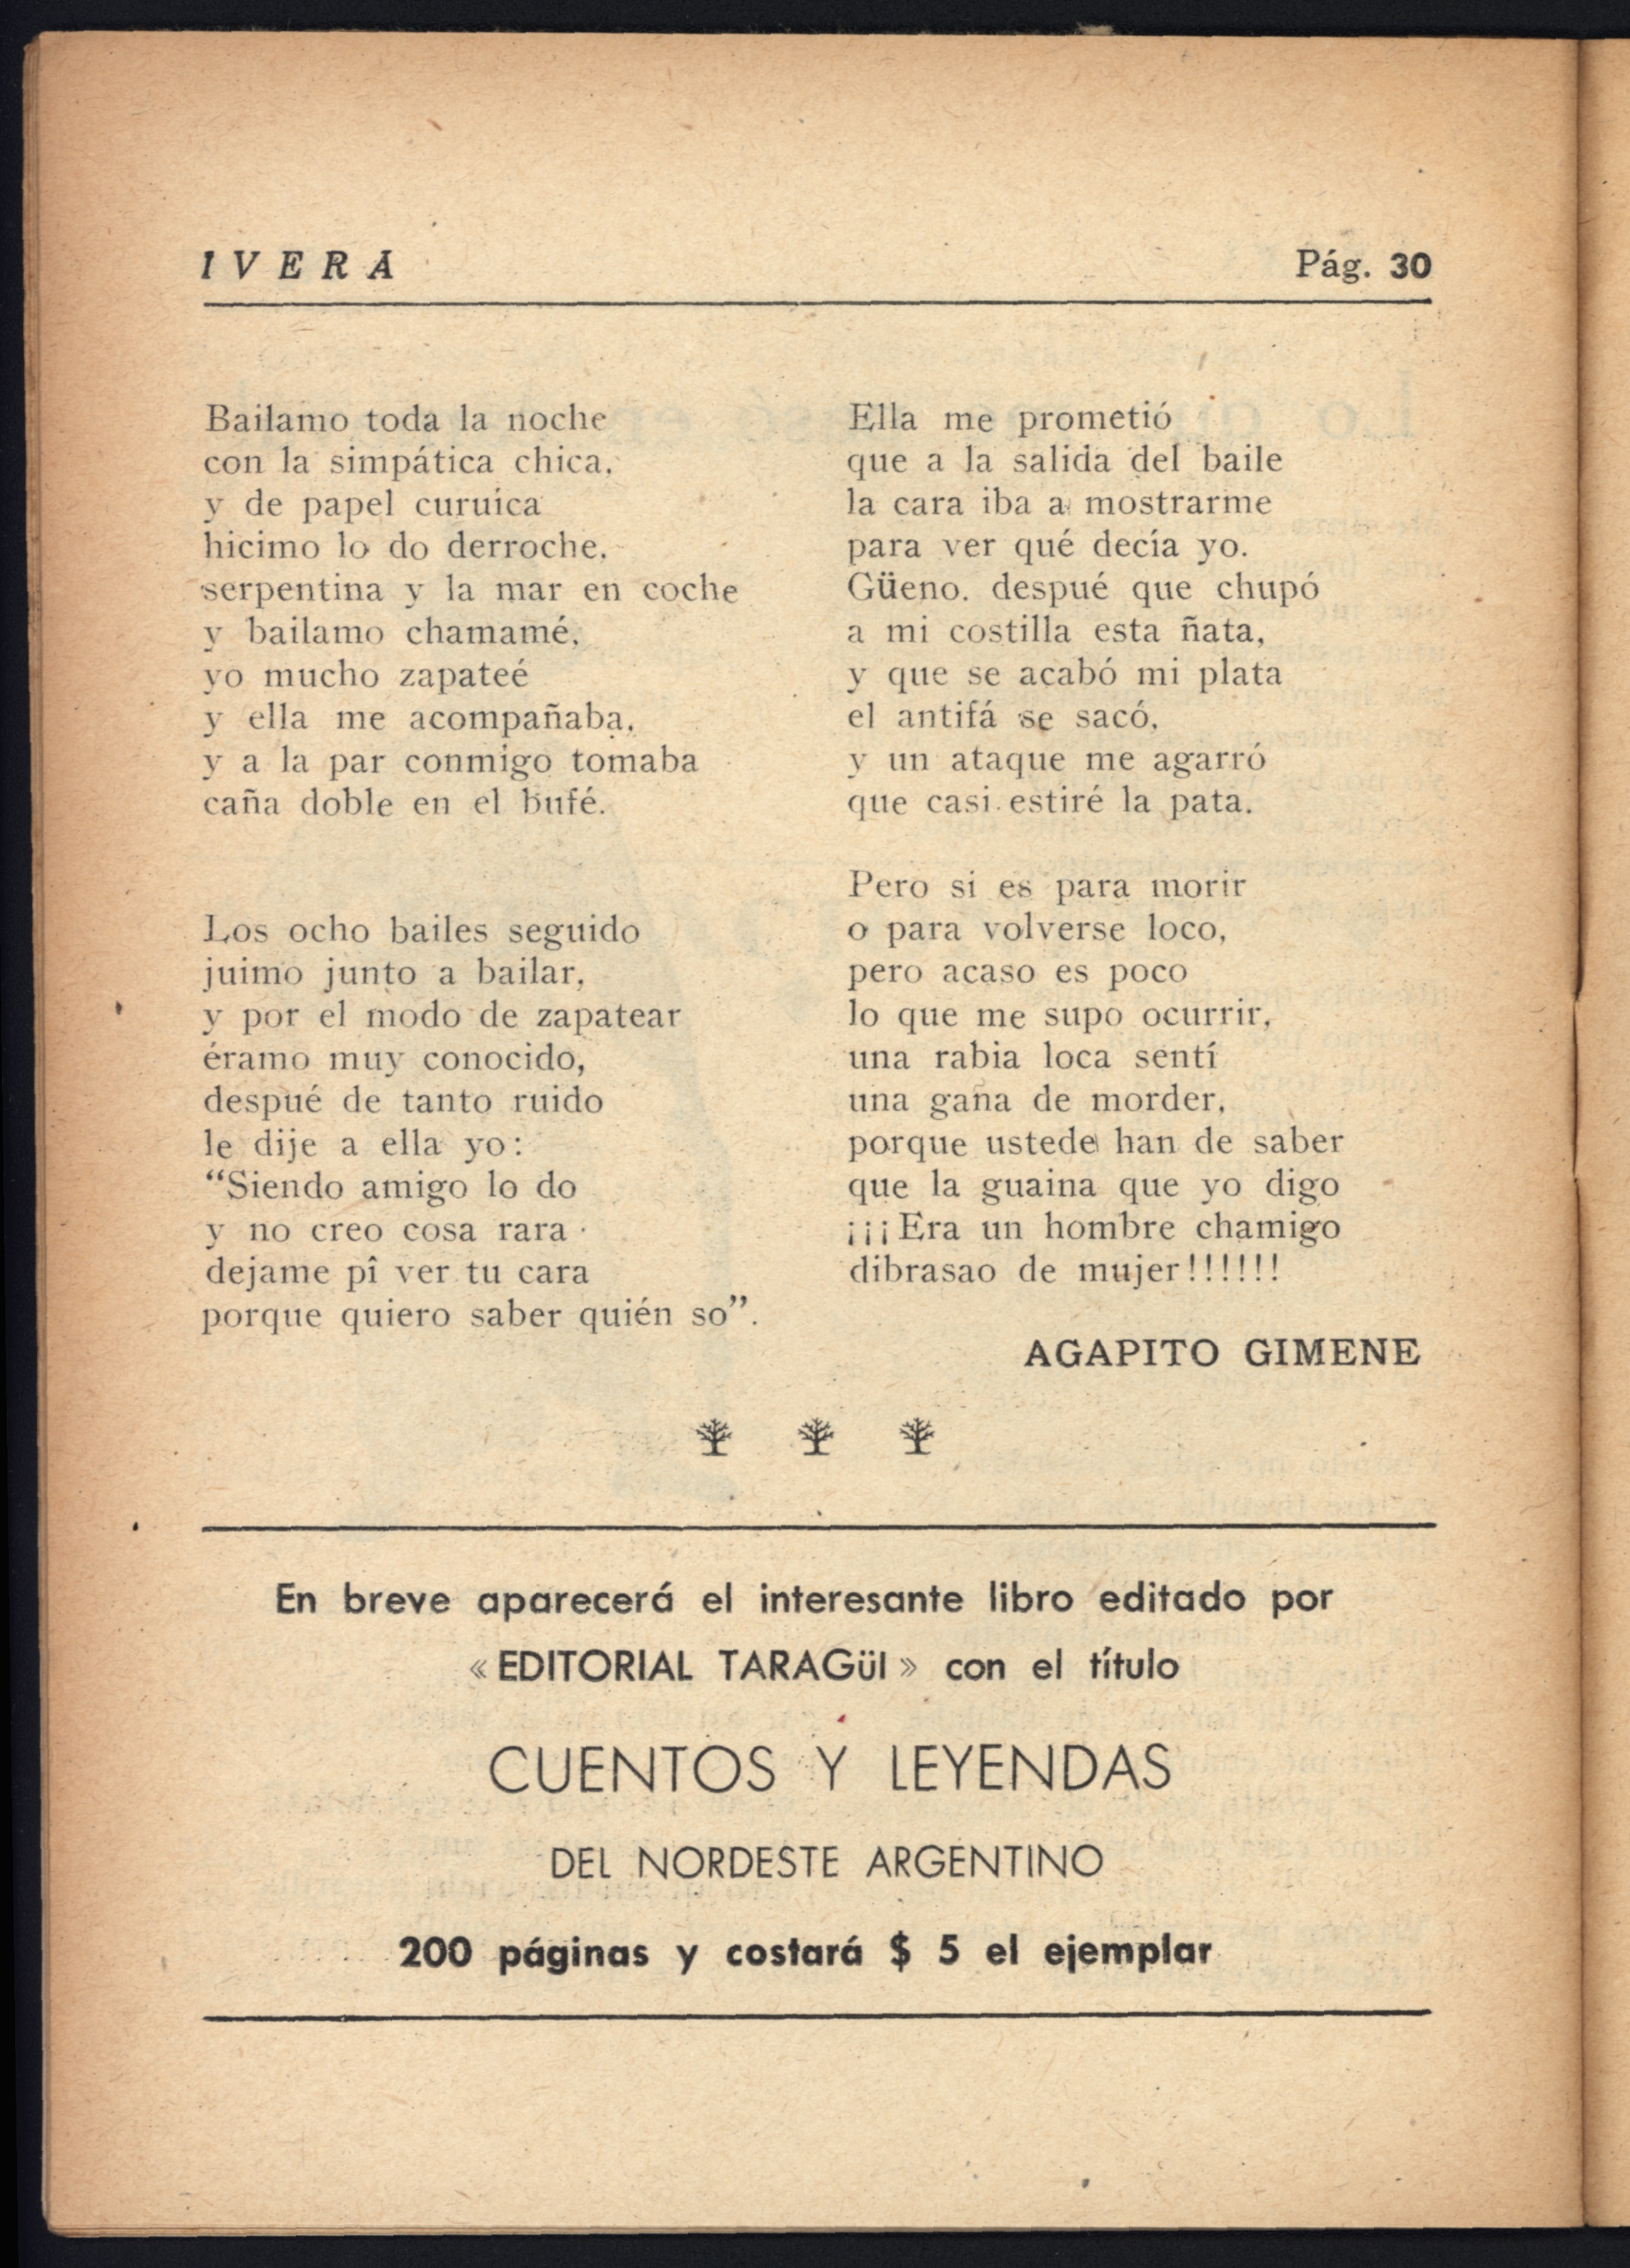 IVERA
Pág. 30
Bailamo toda la noche
con la simpática chica,
y de papel curuica
hicimo lo do derroche,
serpentina y la mar en coche
y bailamo chamamé,
yo mucho zapateé
y ella me acompañaba,
y a la par conmigo tomaba
caña doble en el bufé.
Los ocho bailes seguido
juimo junto a bailar,
y por el modo de zapatear
éramo muy conocido,
despué de tanto ruido
le dije a ella yo:
“Siendo amigo lo do
y no creo cosa rara
dejame pî ver tu cara
porque quiero saber quién so”.
Ella me prometió
que a la salida del baile
la cara iba a mostrarme
para ver qué decía yo.
Güeno. despué que chupó
a mi costilla esta ñata,
y que se acabó mi plata
el antifá se sacó,
y un ataque me agarró
que casi estiré la pata.
Pero si es para morir
o para volverse loco,
pero acaso es poco
lo que me supo ocurrir,
una rabia loca sentí
una gana de morder,
porque ustede han de saber
que la guaina que yo digo
¡¡¡Era un hombre chamigo
dibrasao de mujer!!!!!!
AGAPITO GIMENE
En breve aparecerá el interesante libro editado por
«EDITORIAL TARAGüI» con el título
CUENTOS Y LEYENDAS
DEL NORDESTE ARGENTINO
200 páginas y costará $ 5 el ejemplar